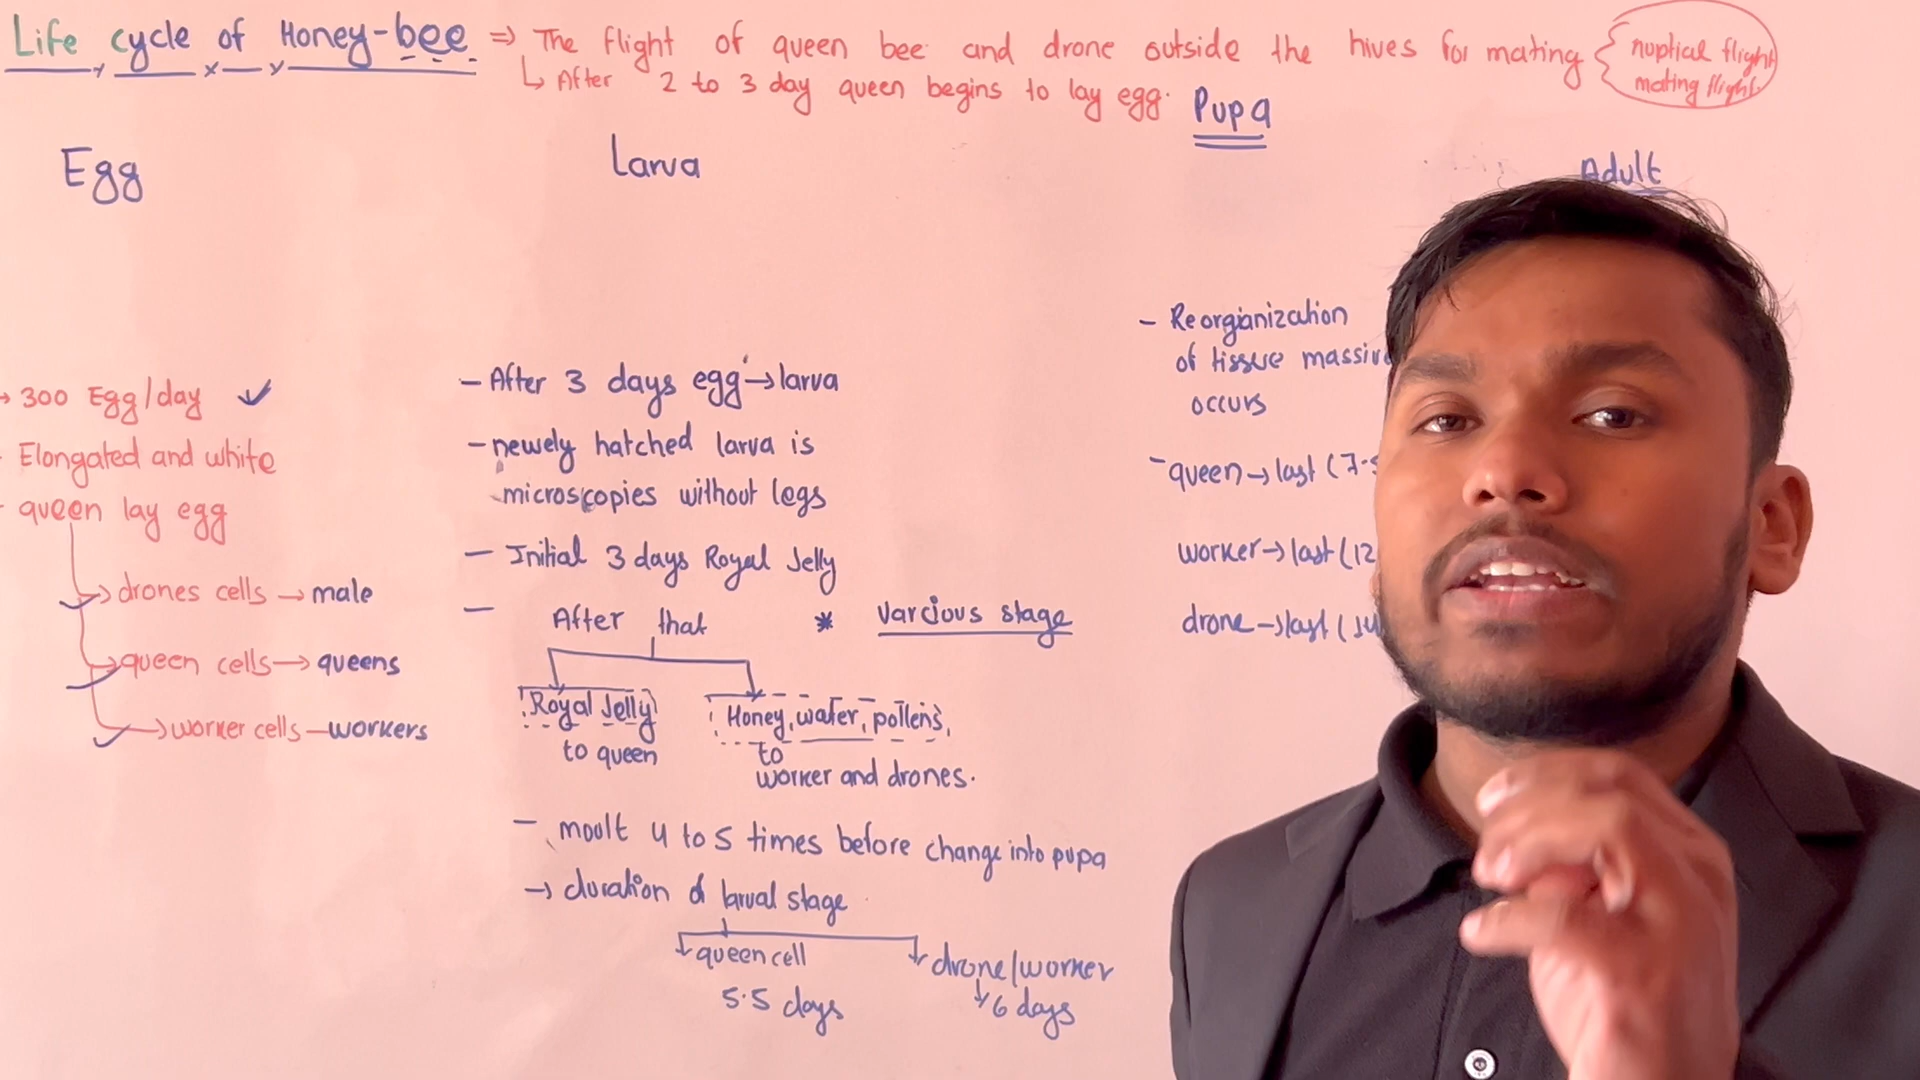 Life cycle of Honey-bee ⇒ The flight of queen bee and drone outside the hives for mating { nuptial flight
mating flight
↳ After 2 to 3 day queen begins to lay egg.
Egg
→ 300 Egg/day ✓
- Elongated and white
- queen lay egg
→ drones cells → male
→ queen cells → queens
→ worker cells — workers
Larva
- After 3 days egg → larva
- newely hatched larva is
microscopies without legs
- Initial 3 days Royal Jelly
- After that
Royal Jelly
to queen
Honey, water, pollens,
to
worker and drones.
* Varcious stage
- moolt 4 to 5 times before change into pupa
→ duration of larval stage
queen cell
5.5 days
drone/worker
↓ 6 days
Pupa
- Reorgianization
of tissue massive
occurs
- queen → last (7-
worker → last (12
drone → last (
Adult